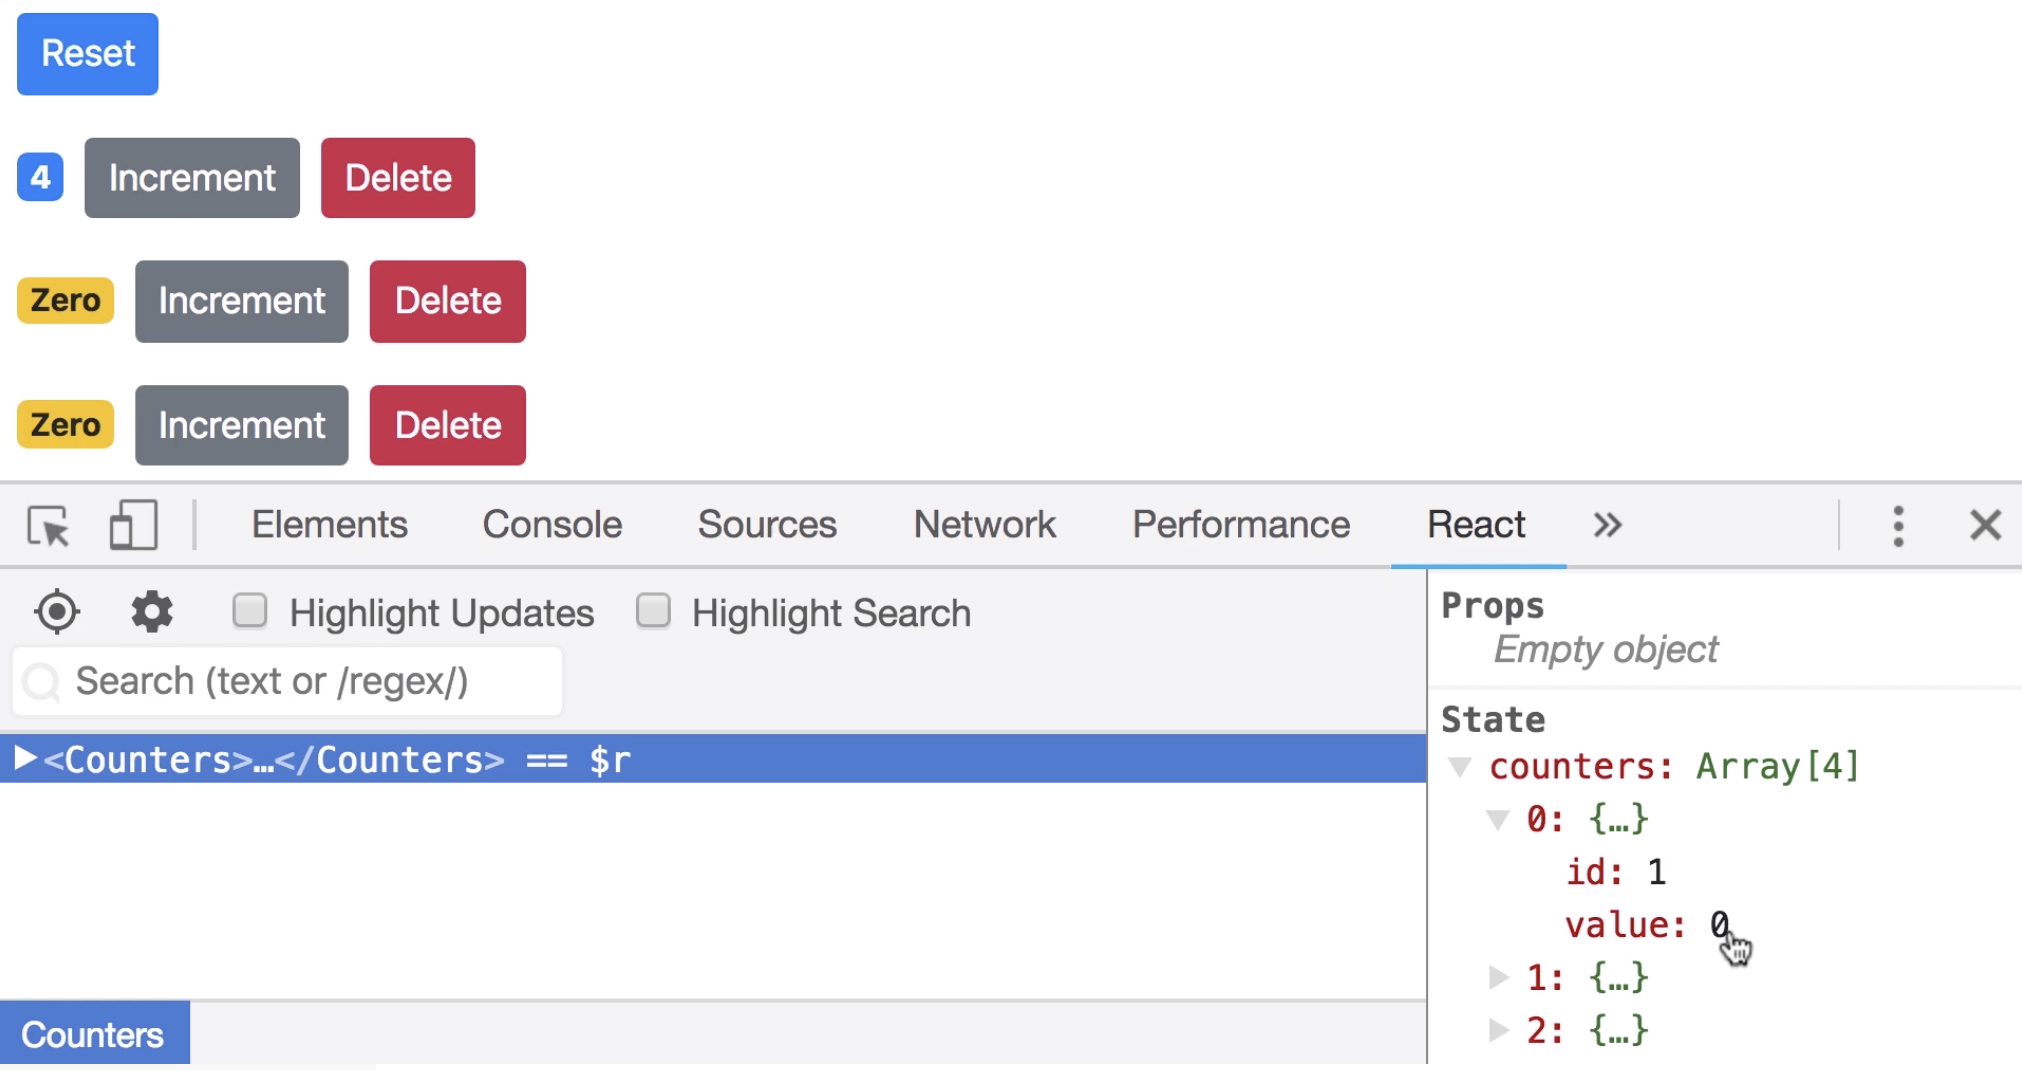 Reset
4 Increment Delete
Zero Increment Delete
Zero Increment Delete
Elements Console Sources Network Performance React »
Highlight Updates Highlight Search
Search (text or /regex/)
<Counters>…</Counters> == $r
Counters
Props
Empty object
State
counters: Array[4]
0: {…}
id: 1
value: 0
1: {…}
2: {…}